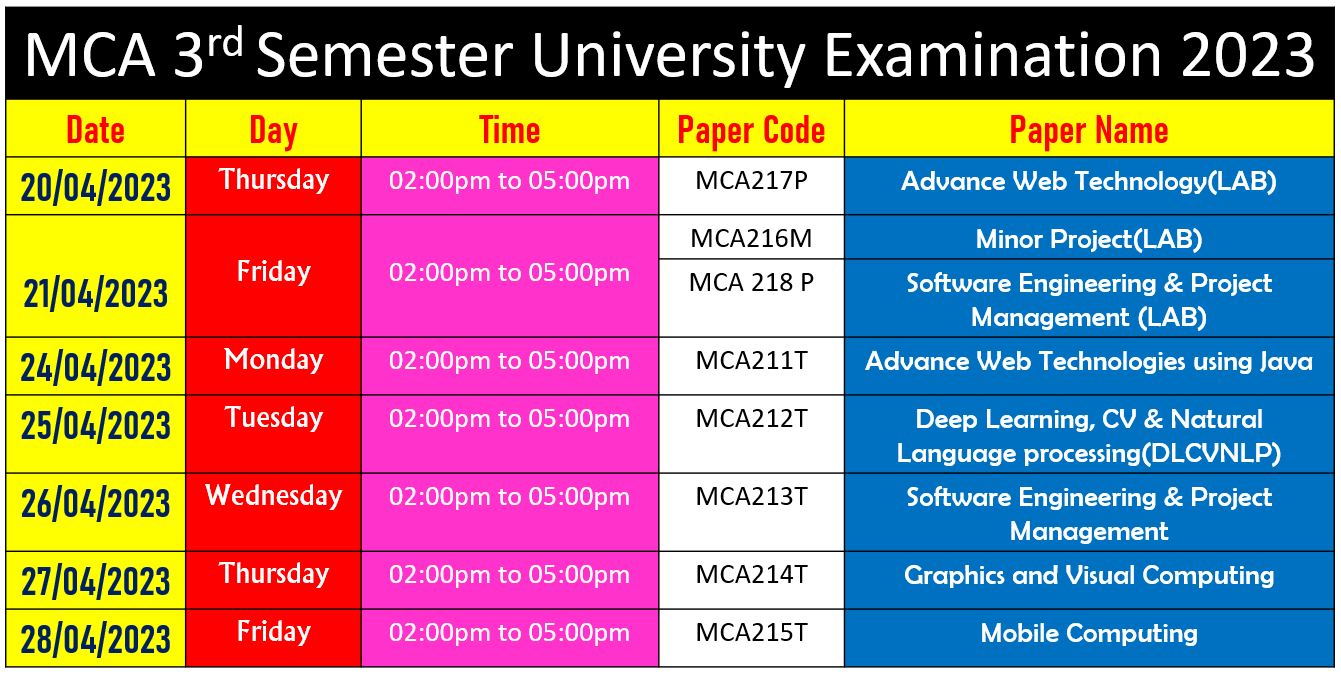 MCA 3rd Semester University Examination 2023
Date Day Time Paper Code Paper Name
20/04/2023 Thursday 02:00pm to 05:00pm MCA217P Advance Web Technology(LAB)
21/04/2023 Friday 02:00pm to 05:00pm MCA216M Minor Project(LAB)
MCA 218 P Software Engineering & Project
Management (LAB)
24/04/2023 Monday 02:00pm to 05:00pm MCA211T Advance Web Technologies using Java
25/04/2023 Tuesday 02:00pm to 05:00pm MCA212T Deep Learning, CV & Natural
Language processing(DLCVNLP)
26/04/2023 Wednesday 02:00pm to 05:00pm MCA213T Software Engineering & Project
Management
27/04/2023 Thursday 02:00pm to 05:00pm MCA214T Graphics and Visual Computing
28/04/2023 Friday 02:00pm to 05:00pm MCA215T Mobile Computing